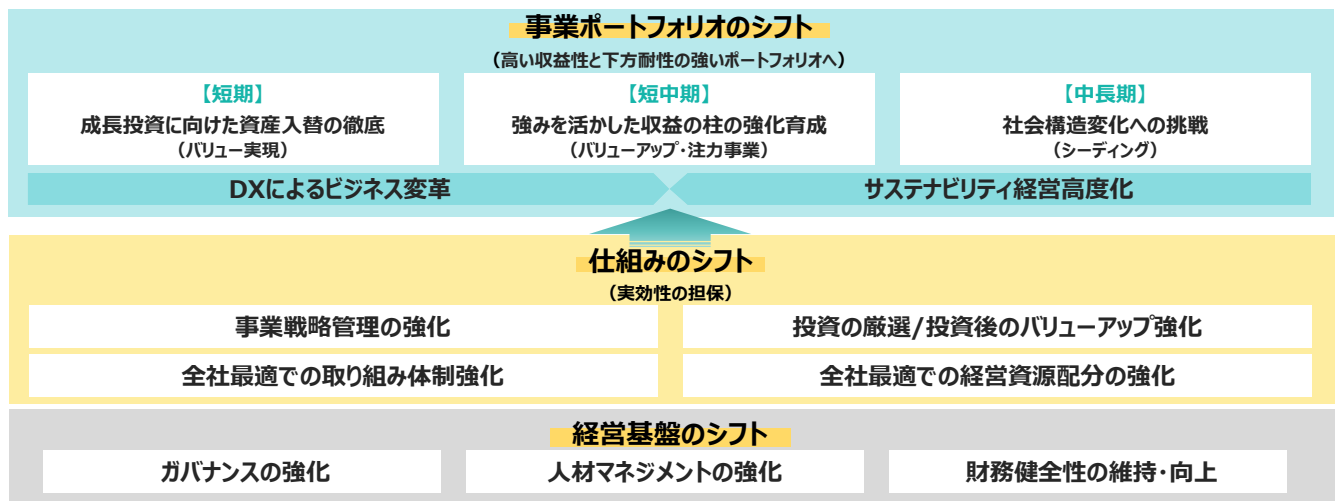 事業ポートフォリオのシフト
（高い収益性と下方耐性の強いポートフォリオへ）
【短期】
成長投資に向けた資産入替の徹底
（バリュー実現）
【短中期】
強みを活かした収益の柱の強化育成
（バリューアップ・注力事業）
【中長期】
社会構造変化への挑戦
（シーディング）
DXによるビジネス変革
サステナビリティ経営高度化
仕組みのシフト
（実効性の担保）
事業戦略管理の強化
投資の厳選/投資後のバリューアップ強化
全社最適での取り組み体制強化
全社最適での経営資源配分の強化
経営基盤のシフト
ガバナンスの強化
人材マネジメントの強化
財務健全性の維持・向上